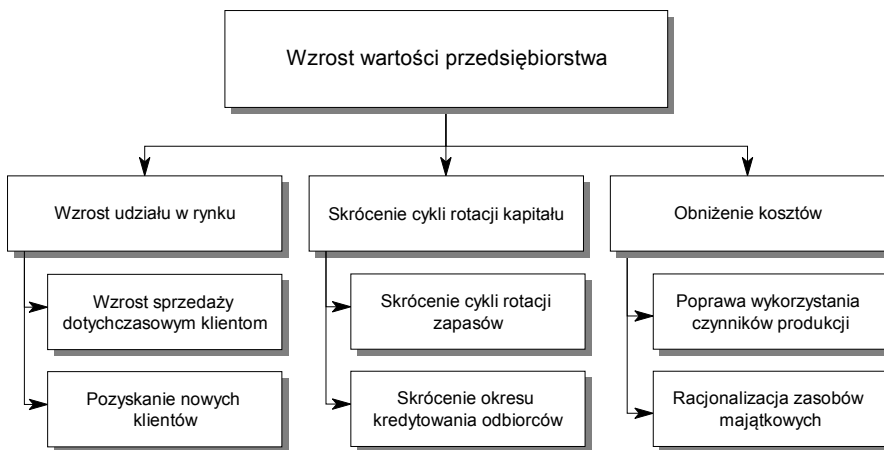 Wzrost wartości przedsiębiorstwa
Wzrost udziału w rynku
Skrócenie cykli rotacji kapitału
Obniżenie kosztów
Wzrost sprzedaży
dotychczasowym klientom
Skrócenie cykli rotacji
zapasów
Poprawa wykorzystania
czynników produkcji
Pozyskanie nowych
klientów
Skrócenie okresu
kredytowania odbiorców
Racjonalizacja zasobów
majątkowych